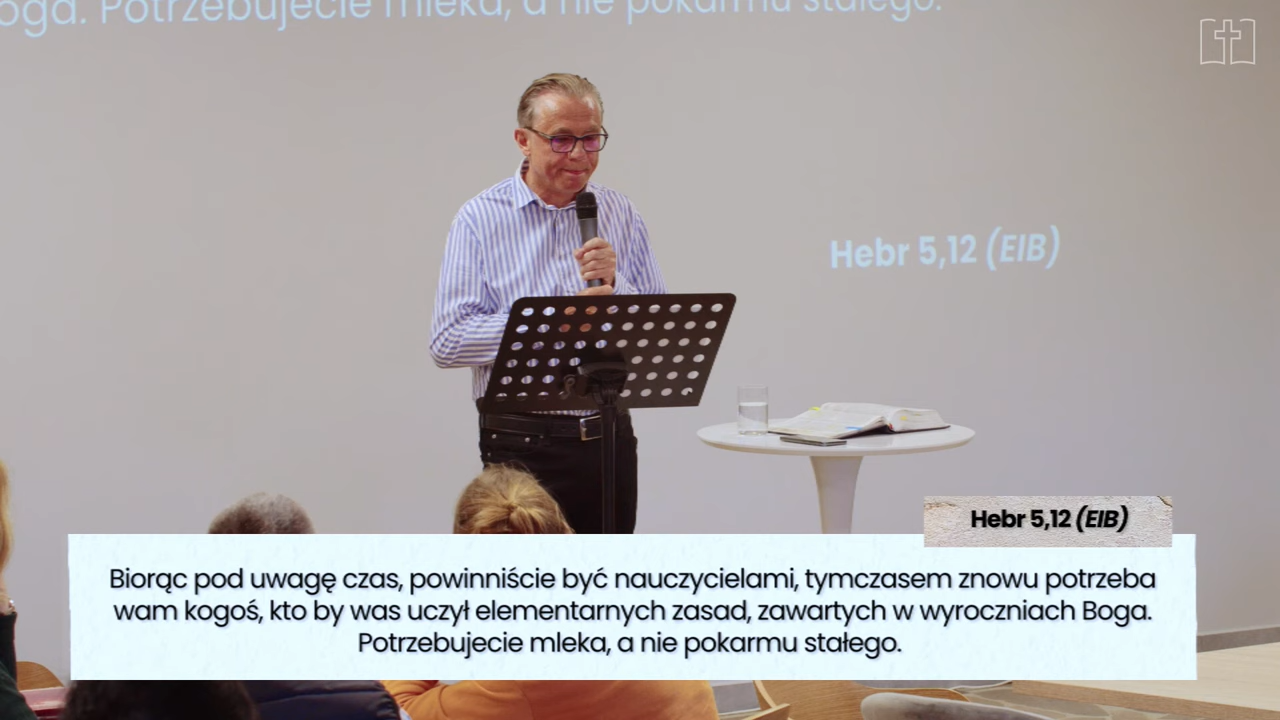 oga. Potrzebujecie mleka, a nie pokarmu stałego.
Hebr 5,12 (EIB)
Hebr 5,12 (EIB)
Biorąc pod uwagę czas, powinniście być nauczycielami, tymczasem znowu potrzeba
wam kogoś, kto by was uczył elementarnych zasad, zawartych w wyroczniach Boga.
Potrzebujecie mleka, a nie pokarmu stałego.